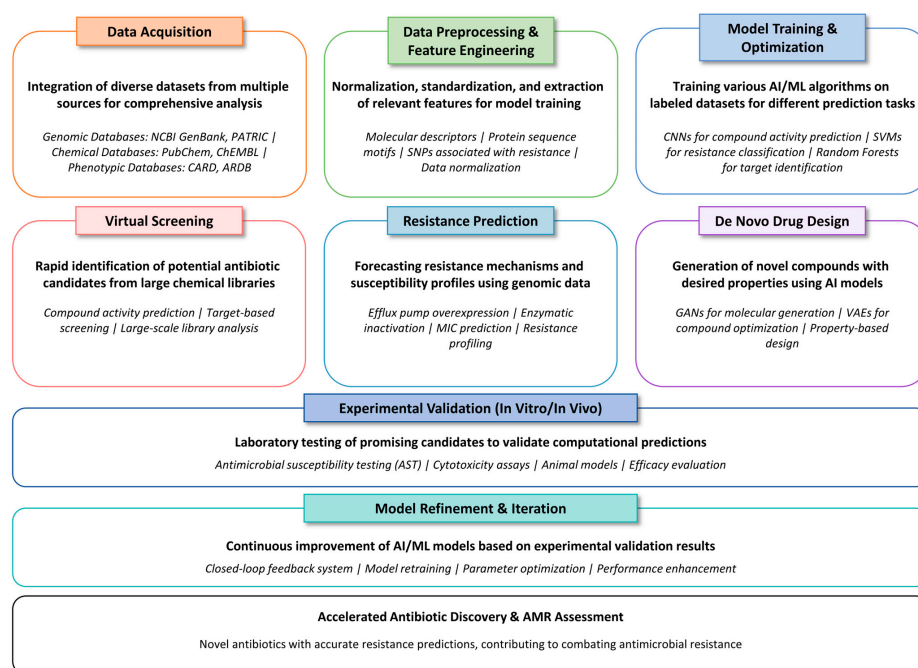 Data Acquisition
Integration of diverse datasets from multiple
sources for comprehensive analysis
Genomic Databases: NCBI GenBank, PATRIC |
Chemical Databases: PubChem, ChEMBL |
Phenotypic Databases: CARD, ARDB
Data Preprocessing &
Feature Engineering
Normalization, standardization, and extraction
of relevant features for model training
Molecular descriptors | Protein sequence
motifs | SNPs associated with resistance |
Data normalization
Model Training &
Optimization
Training various AI/ML algorithms on
labeled datasets for different prediction tasks
CNNs for compound activity prediction | SVMs
for resistance classification | Random Forests
for target identification
Virtual Screening
Rapid identification of potential antibiotic
candidates from large chemical libraries
Compound activity prediction | Target-based
screening | Large-scale library analysis
Resistance Prediction
Forecasting resistance mechanisms and
susceptibility profiles using genomic data
Efflux pump overexpression | Enzymatic
inactivation | MIC prediction | Resistance
profiling
De Novo Drug Design
Generation of novel compounds with
desired properties using AI models
GANs for molecular generation | VAEs for
compound optimization | Property-based
design
Experimental Validation (In Vitro/In Vivo)
Laboratory testing of promising candidates to validate computational predictions
Antimicrobial susceptibility testing (AST) | Cytotoxicity assays | Animal models | Efficacy evaluation
Model Refinement & Iteration
Continuous improvement of AI/ML models based on experimental validation results
Closed-loop feedback system | Model retraining | Parameter optimization | Performance enhancement
Accelerated Antibiotic Discovery & AMR Assessment
Novel antibiotics with accurate resistance predictions, contributing to combating antimicrobial resistance